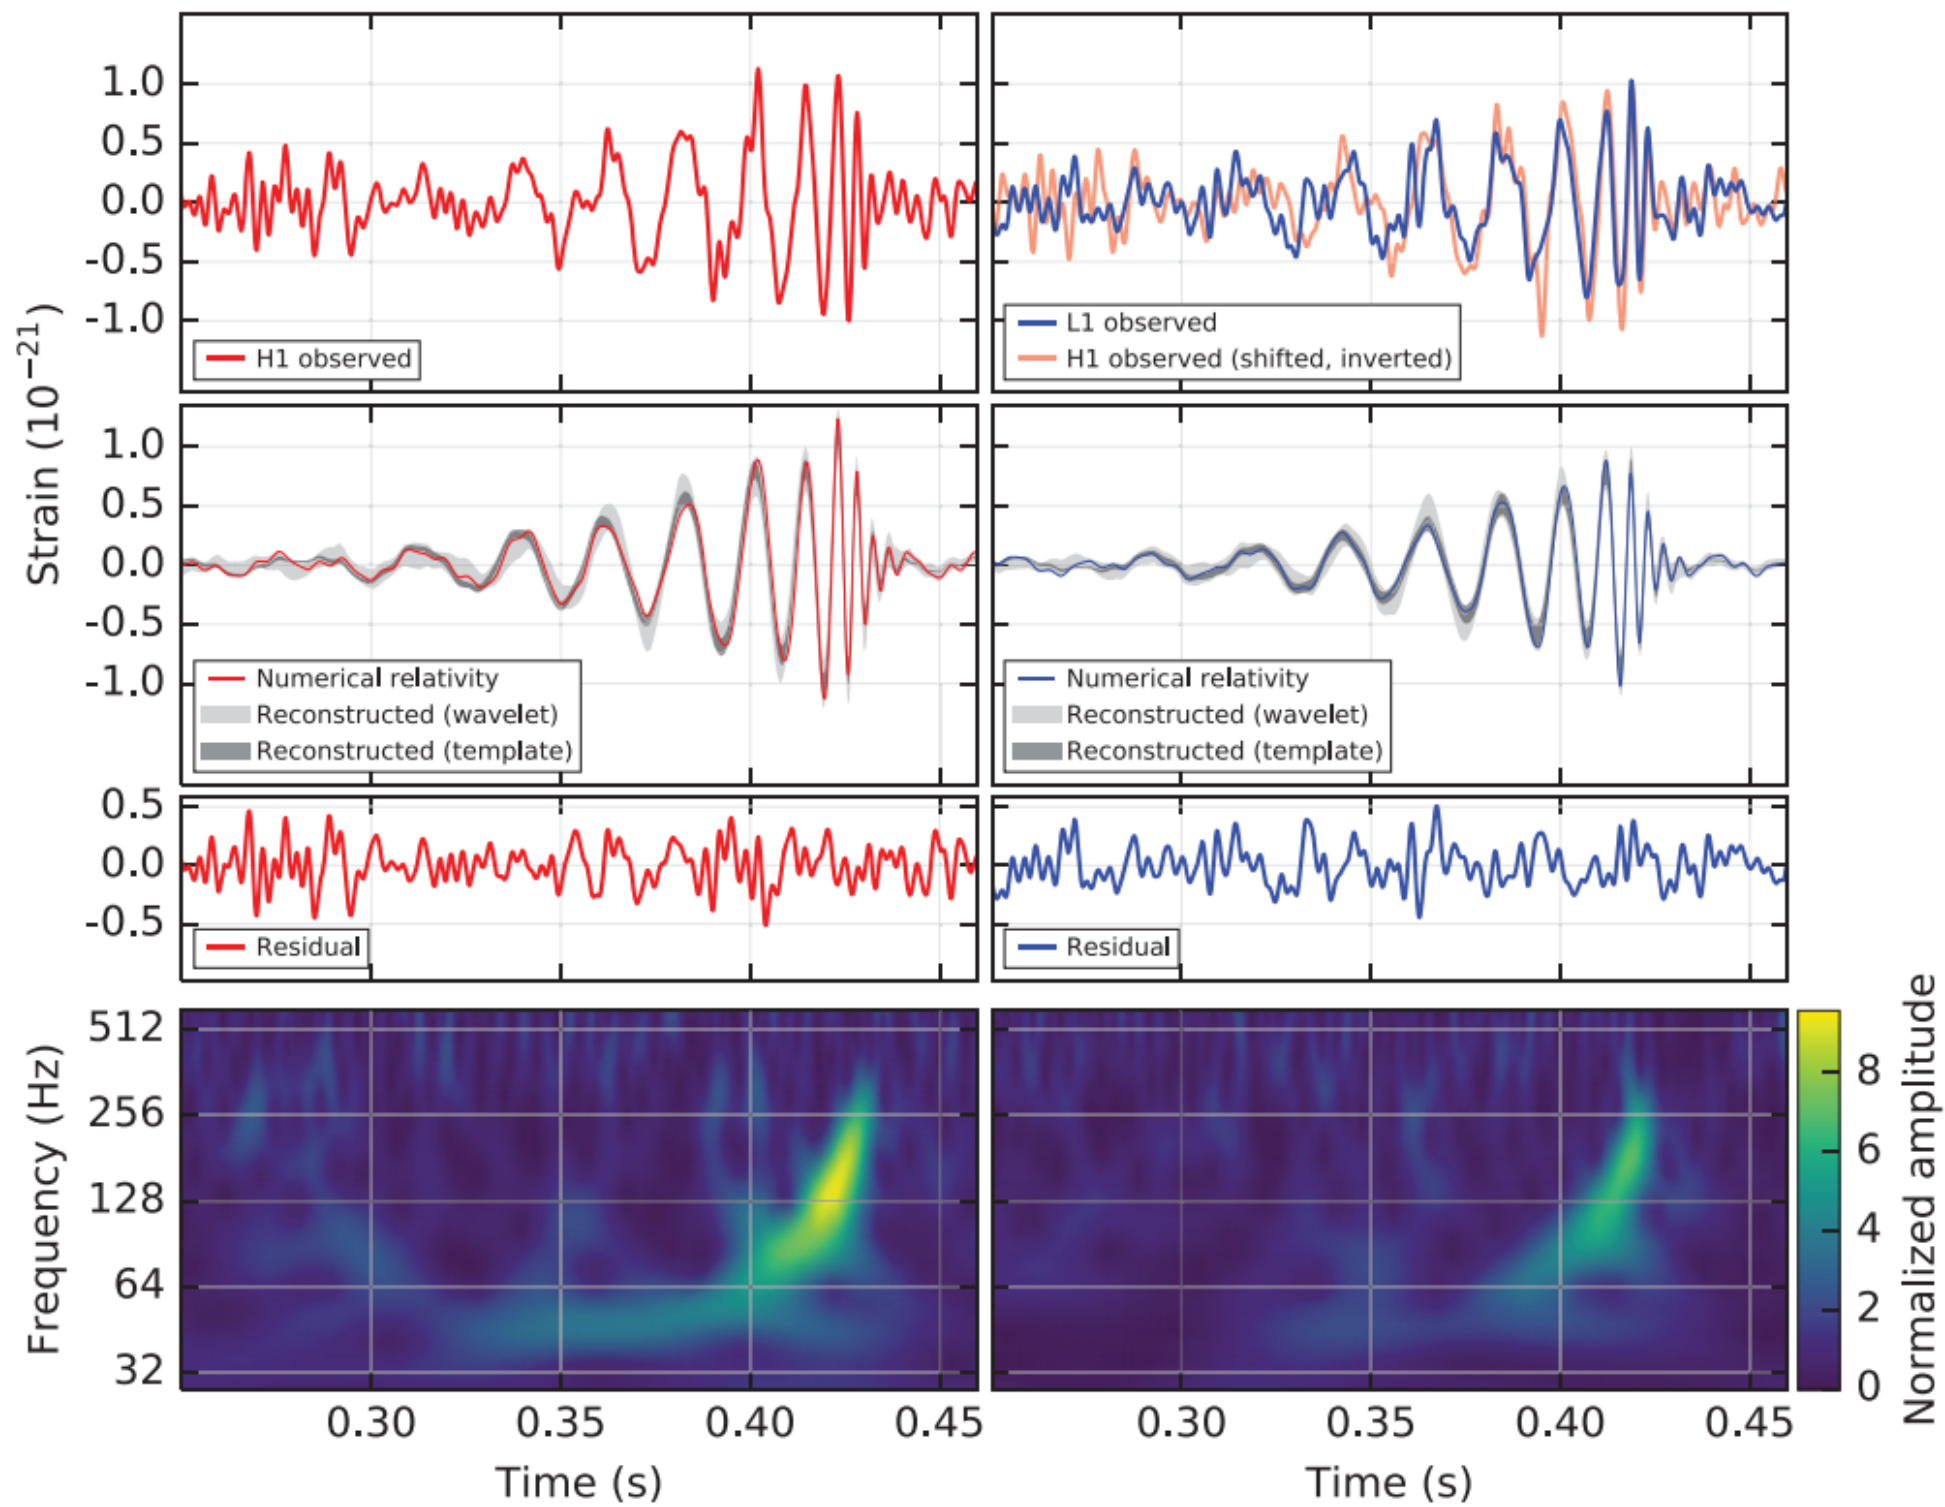 Strain (10⁻²¹)
1.0
0.5
0.0
-0.5
-1.0
H1 observed
L1 observed
H1 observed (shifted, inverted)
1.0
0.5
0.0
-0.5
-1.0
Numerical relativity
Reconstructed (wavelet)
Reconstructed (template)
Numerical relativity
Reconstructed (wavelet)
Reconstructed (template)
0.5
0.0
-0.5
Residual
Residual
Frequency (Hz)
512
256
128
64
32
0.30 0.35 0.40 0.45
Time (s)
0.30 0.35 0.40 0.45
Time (s)
8
6
4
2
0
Normalized amplitude